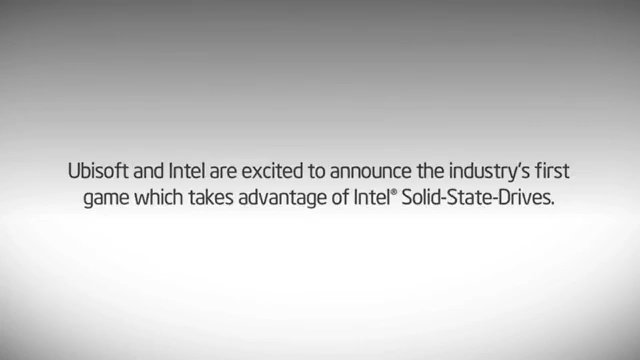 Ubisoft and Intel are excited to announce the industry's first
game which takes advantage of Intel® Solid-State-Drives.